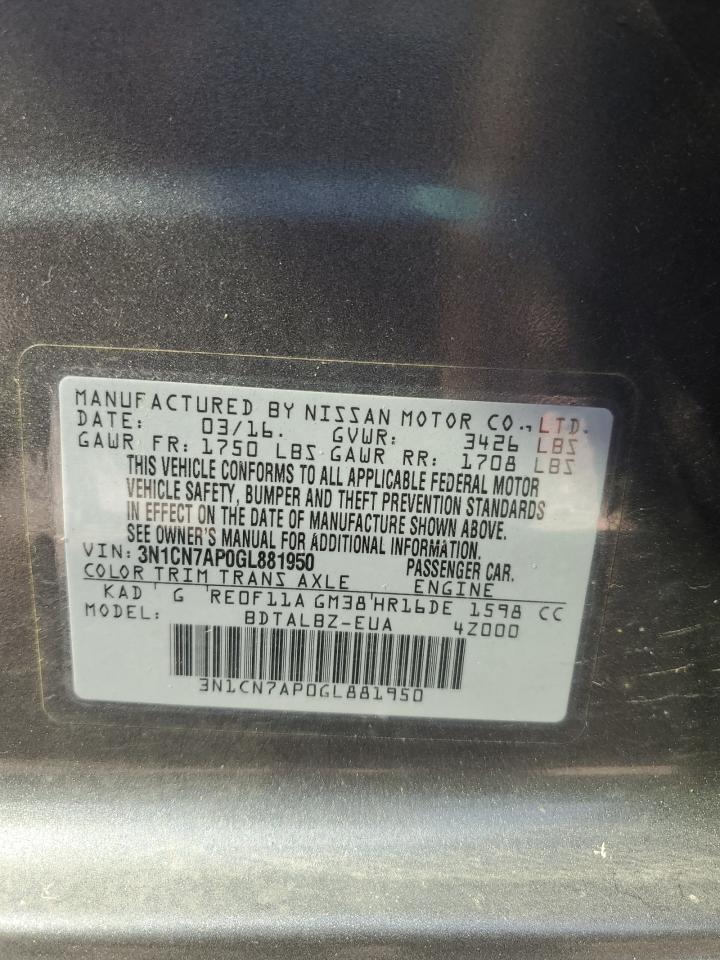 MANUFACTURED BY NISSAN MOTOR CO., LTD.
DATE: 03/16. GVWR: 3426 LBS
GAWR FR: 1750 LBS GAWR RR: 1708 LBS
THIS VEHICLE CONFORMS TO ALL APPLICABLE FEDERAL MOTOR
VEHICLE SAFETY, BUMPER AND THEFT PREVENTION STANDARDS
IN EFFECT ON THE DATE OF MANUFACTURE SHOWN ABOVE.
SEE OWNER'S MANUAL FOR ADDITIONAL INFORMATION.
VIN: 3N1CN7AP0GL881950 PASSENGER CAR.
COLOR TRIM TRANS AXLE ENGINE
KAD G RE0F11A GM38 HR16DE 1598 CC
MODEL: BDTALBZ-EUA 4Z000
3N1CN7AP0GL881950